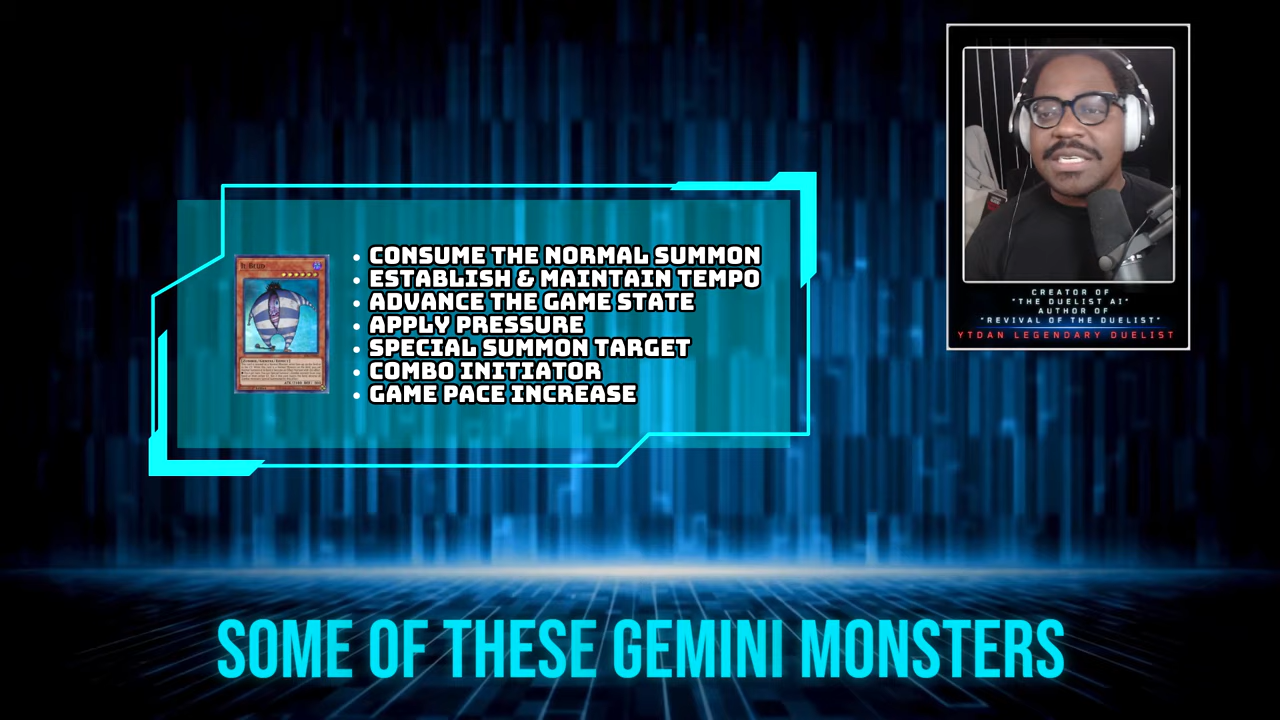 Il Blud
CONSUME THE NORMAL SUMMON
ESTABLISH & MAINTAIN TEMPO
ADVANCE THE GAME STATE
APPLY PRESSURE
SPECIAL SUMMON TARGET
COMBO INITIATOR
GAME PACE INCREASE
CREATOR OF
"THE DUELIST AI"
AUTHOR OF
"REVIVAL OF THE DUELIST"
YTDAN LEGENDARY DUELIST
SOME OF THESE GEMINI MONSTERS